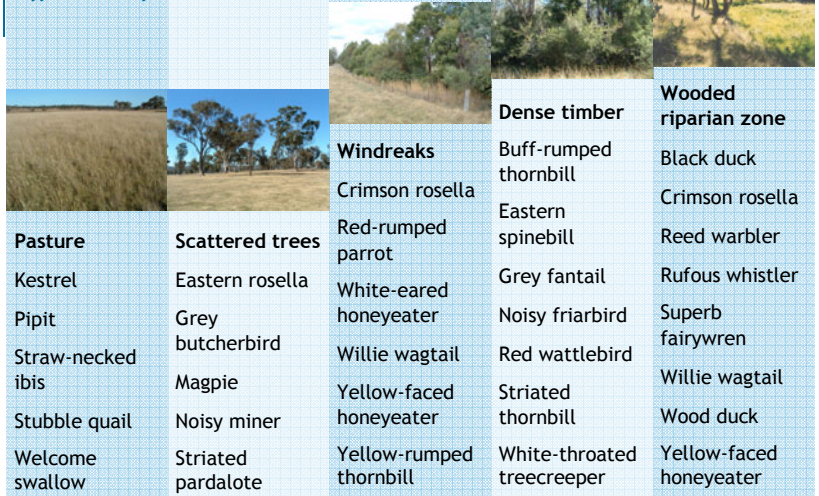 Pasture
Kestrel
Pipit
Straw-necked
ibis
Stubble quail
Welcome
swallow
Scattered trees
Eastern rosella
Grey
butcherbird
Magpie
Noisy miner
Striated
pardalote
Windreaks
Crimson rosella
Red-rumped
parrot
White-eared
honeyeater
Willie wagtail
Yellow-faced
honeyeater
Yellow-rumped
thornbill
Dense timber
Buff-rumped
thornbill
Eastern
spinebill
Grey fantail
Noisy friarbird
Red wattlebird
Striated
thornbill
White-throated
treecreeper
Wooded
riparian zone
Black duck
Crimson rosella
Reed warbler
Rufous whistler
Superb
fairywren
Willie wagtail
Wood duck
Yellow-faced
honeyeater